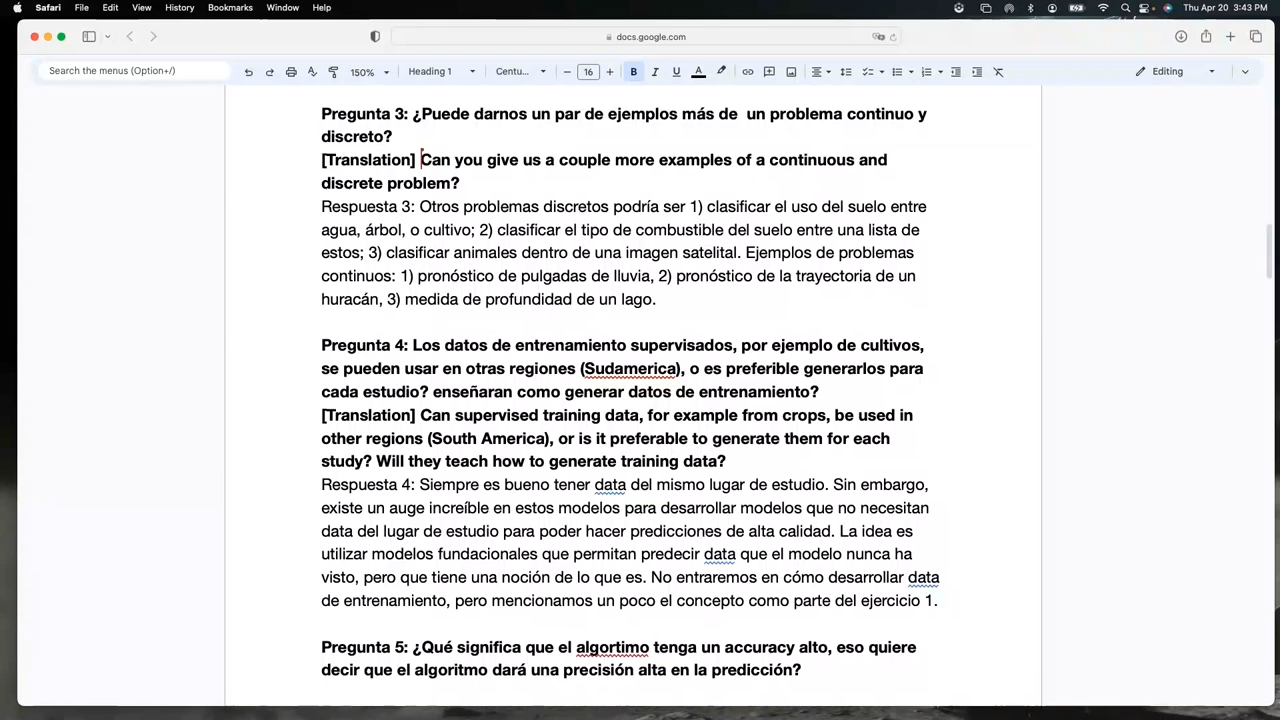 Safari File Edit View History Bookmarks Window Help Thu Apr 20 3:43 PM
docs.google.com
Search the menus (Option+/) 150% Heading 1 Centu... 16 B I U A Editing
Pregunta 3: ¿Puede darnos un par de ejemplos más de  un problema continuo y
discreto?
[Translation] Can you give us a couple more examples of a continuous and
discrete problem?
Respuesta 3: Otros problemas discretos podría ser 1) clasificar el uso del suelo entre
agua, árbol, o cultivo; 2) clasificar el tipo de combustible del suelo entre una lista de
estos; 3) clasificar animales dentro de una imagen satelital. Ejemplos de problemas
continuos: 1) pronóstico de pulgadas de lluvia, 2) pronóstico de la trayectoria de un
huracán, 3) medida de profundidad de un lago.
Pregunta 4: Los datos de entrenamiento supervisados, por ejemplo de cultivos,
se pueden usar en otras regiones (Sudamerica), o es preferible generarlos para
cada estudio? enseñaran como generar datos de entrenamiento?
[Translation] Can supervised training data, for example from crops, be used in
other regions (South America), or is it preferable to generate them for each
study? Will they teach how to generate training data?
Respuesta 4: Siempre es bueno tener data del mismo lugar de estudio. Sin embargo,
existe un auge increíble en estos modelos para desarrollar modelos que no necesitan
data del lugar de estudio para poder hacer predicciones de alta calidad. La idea es
utilizar modelos fundacionales que permitan predecir data que el modelo nunca ha
visto, pero que tiene una noción de lo que es. No entraremos en cómo desarrollar data
de entrenamiento, pero mencionamos un poco el concepto como parte del ejercicio 1.
Pregunta 5: ¿Qué significa que el algortimo tenga un accuracy alto, eso quiere
decir que el algoritmo dará una precisión alta en la predicción?